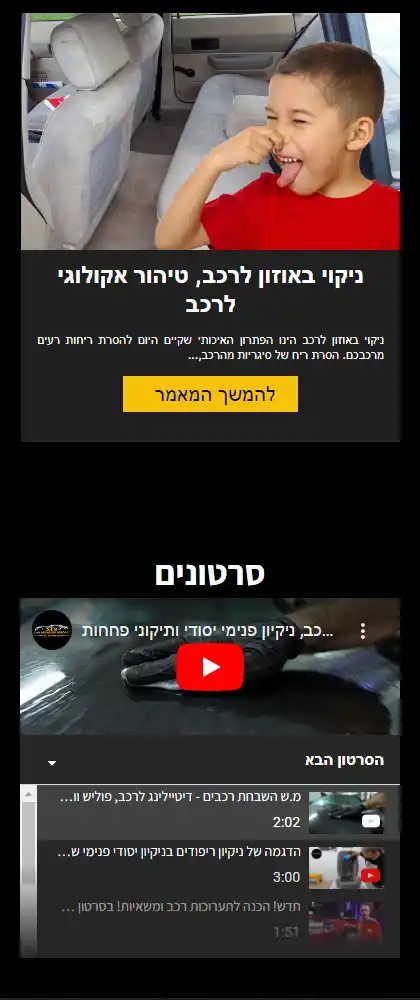 ניקוי באוזון לרכב, טיהור אקולוגי
לרכב
ניקוי באוזון לרכב הינו הפתרון האיכותי שקיים היום להסרת ריחות רעים
מרכבכם. הסרת ריח של סיגריות מהרכב,...
להמשך המאמר
סרטונים
...כב, ניקיון פנימי יסודי ותיקוני פחחות
הסרטון הבא
מ.ש השבחת רכבים - דיטיילינג לרכב, פוליש וו...
2:02
הדגמה של ניקיון ריפודים בניקיון יסודי פנימי ש...
3:00
חדש! הכנה לתערוכות רכב ומשאיות! בסרטון ...
1:51